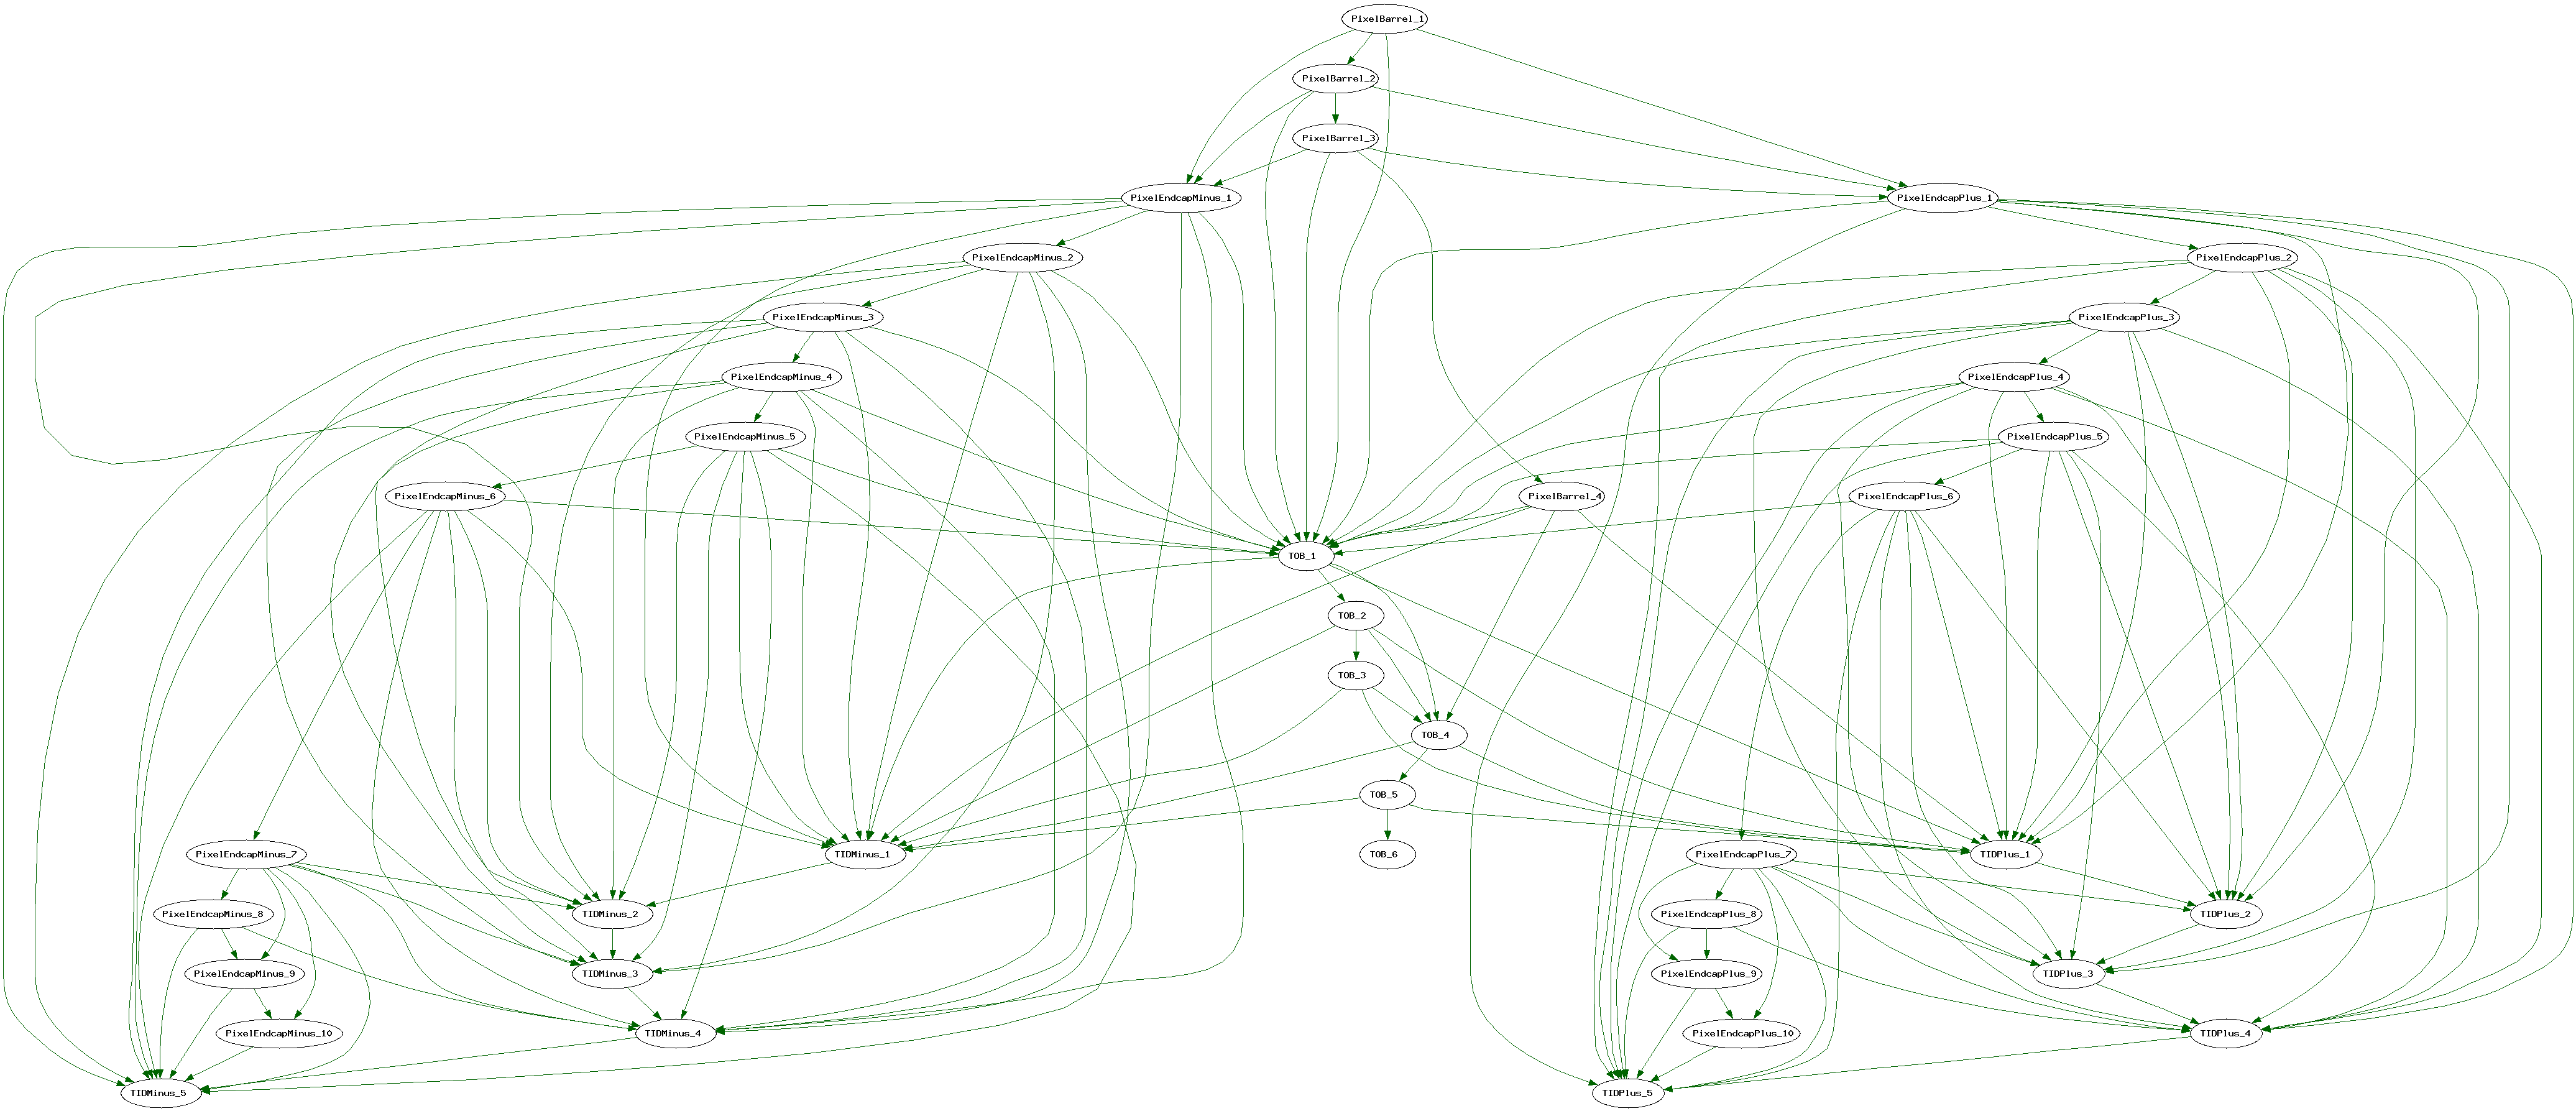 PixelBarrel_1
PixelBarrel_2
PixelBarrel_3
PixelEndcapMinus_1
PixelEndcapPlus_1
PixelEndcapMinus_2
PixelEndcapPlus_2
PixelEndcapMinus_3
PixelEndcapPlus_3
PixelEndcapMinus_4
PixelEndcapPlus_4
PixelEndcapMinus_5
PixelEndcapPlus_5
PixelEndcapMinus_6
PixelBarrel_4
PixelEndcapPlus_6
TOB_1
TOB_2
TOB_3
TOB_4
TOB_5
PixelEndcapMinus_7
TIDMinus_1
TOB_6
PixelEndcapPlus_7
TIDPlus_1
PixelEndcapMinus_8
TIDMinus_2
PixelEndcapPlus_8
TIDPlus_2
PixelEndcapMinus_9
TIDMinus_3
PixelEndcapPlus_9
TIDPlus_3
PixelEndcapMinus_10
TIDMinus_4
PixelEndcapPlus_10
TIDPlus_4
TIDMinus_5
TIDPlus_5